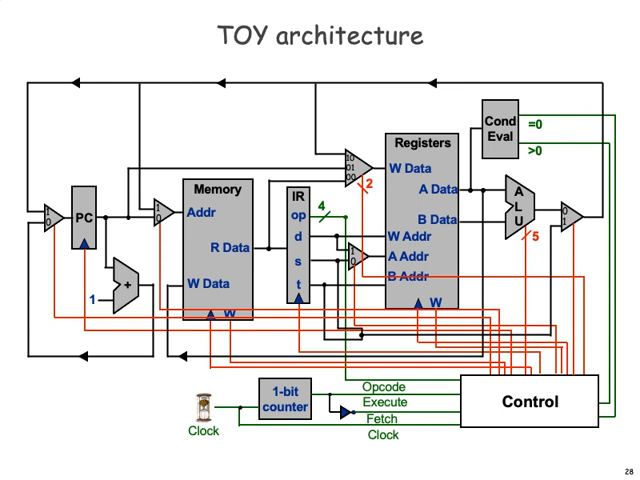 TOY architecture
Cond
Eval
=0
>0
Registers
W Data
A Data
B Data
W Addr
A Addr
B Addr
W
10
01
00
2
A
L
U
5
0
1
Memory
Addr
R Data
W Data
W
IR
op
d
s
t
4
1
0
1
0
PC
1
0
+
1
1-bit
counter
Clock
Opcode
Execute
Fetch
Clock
Control
28